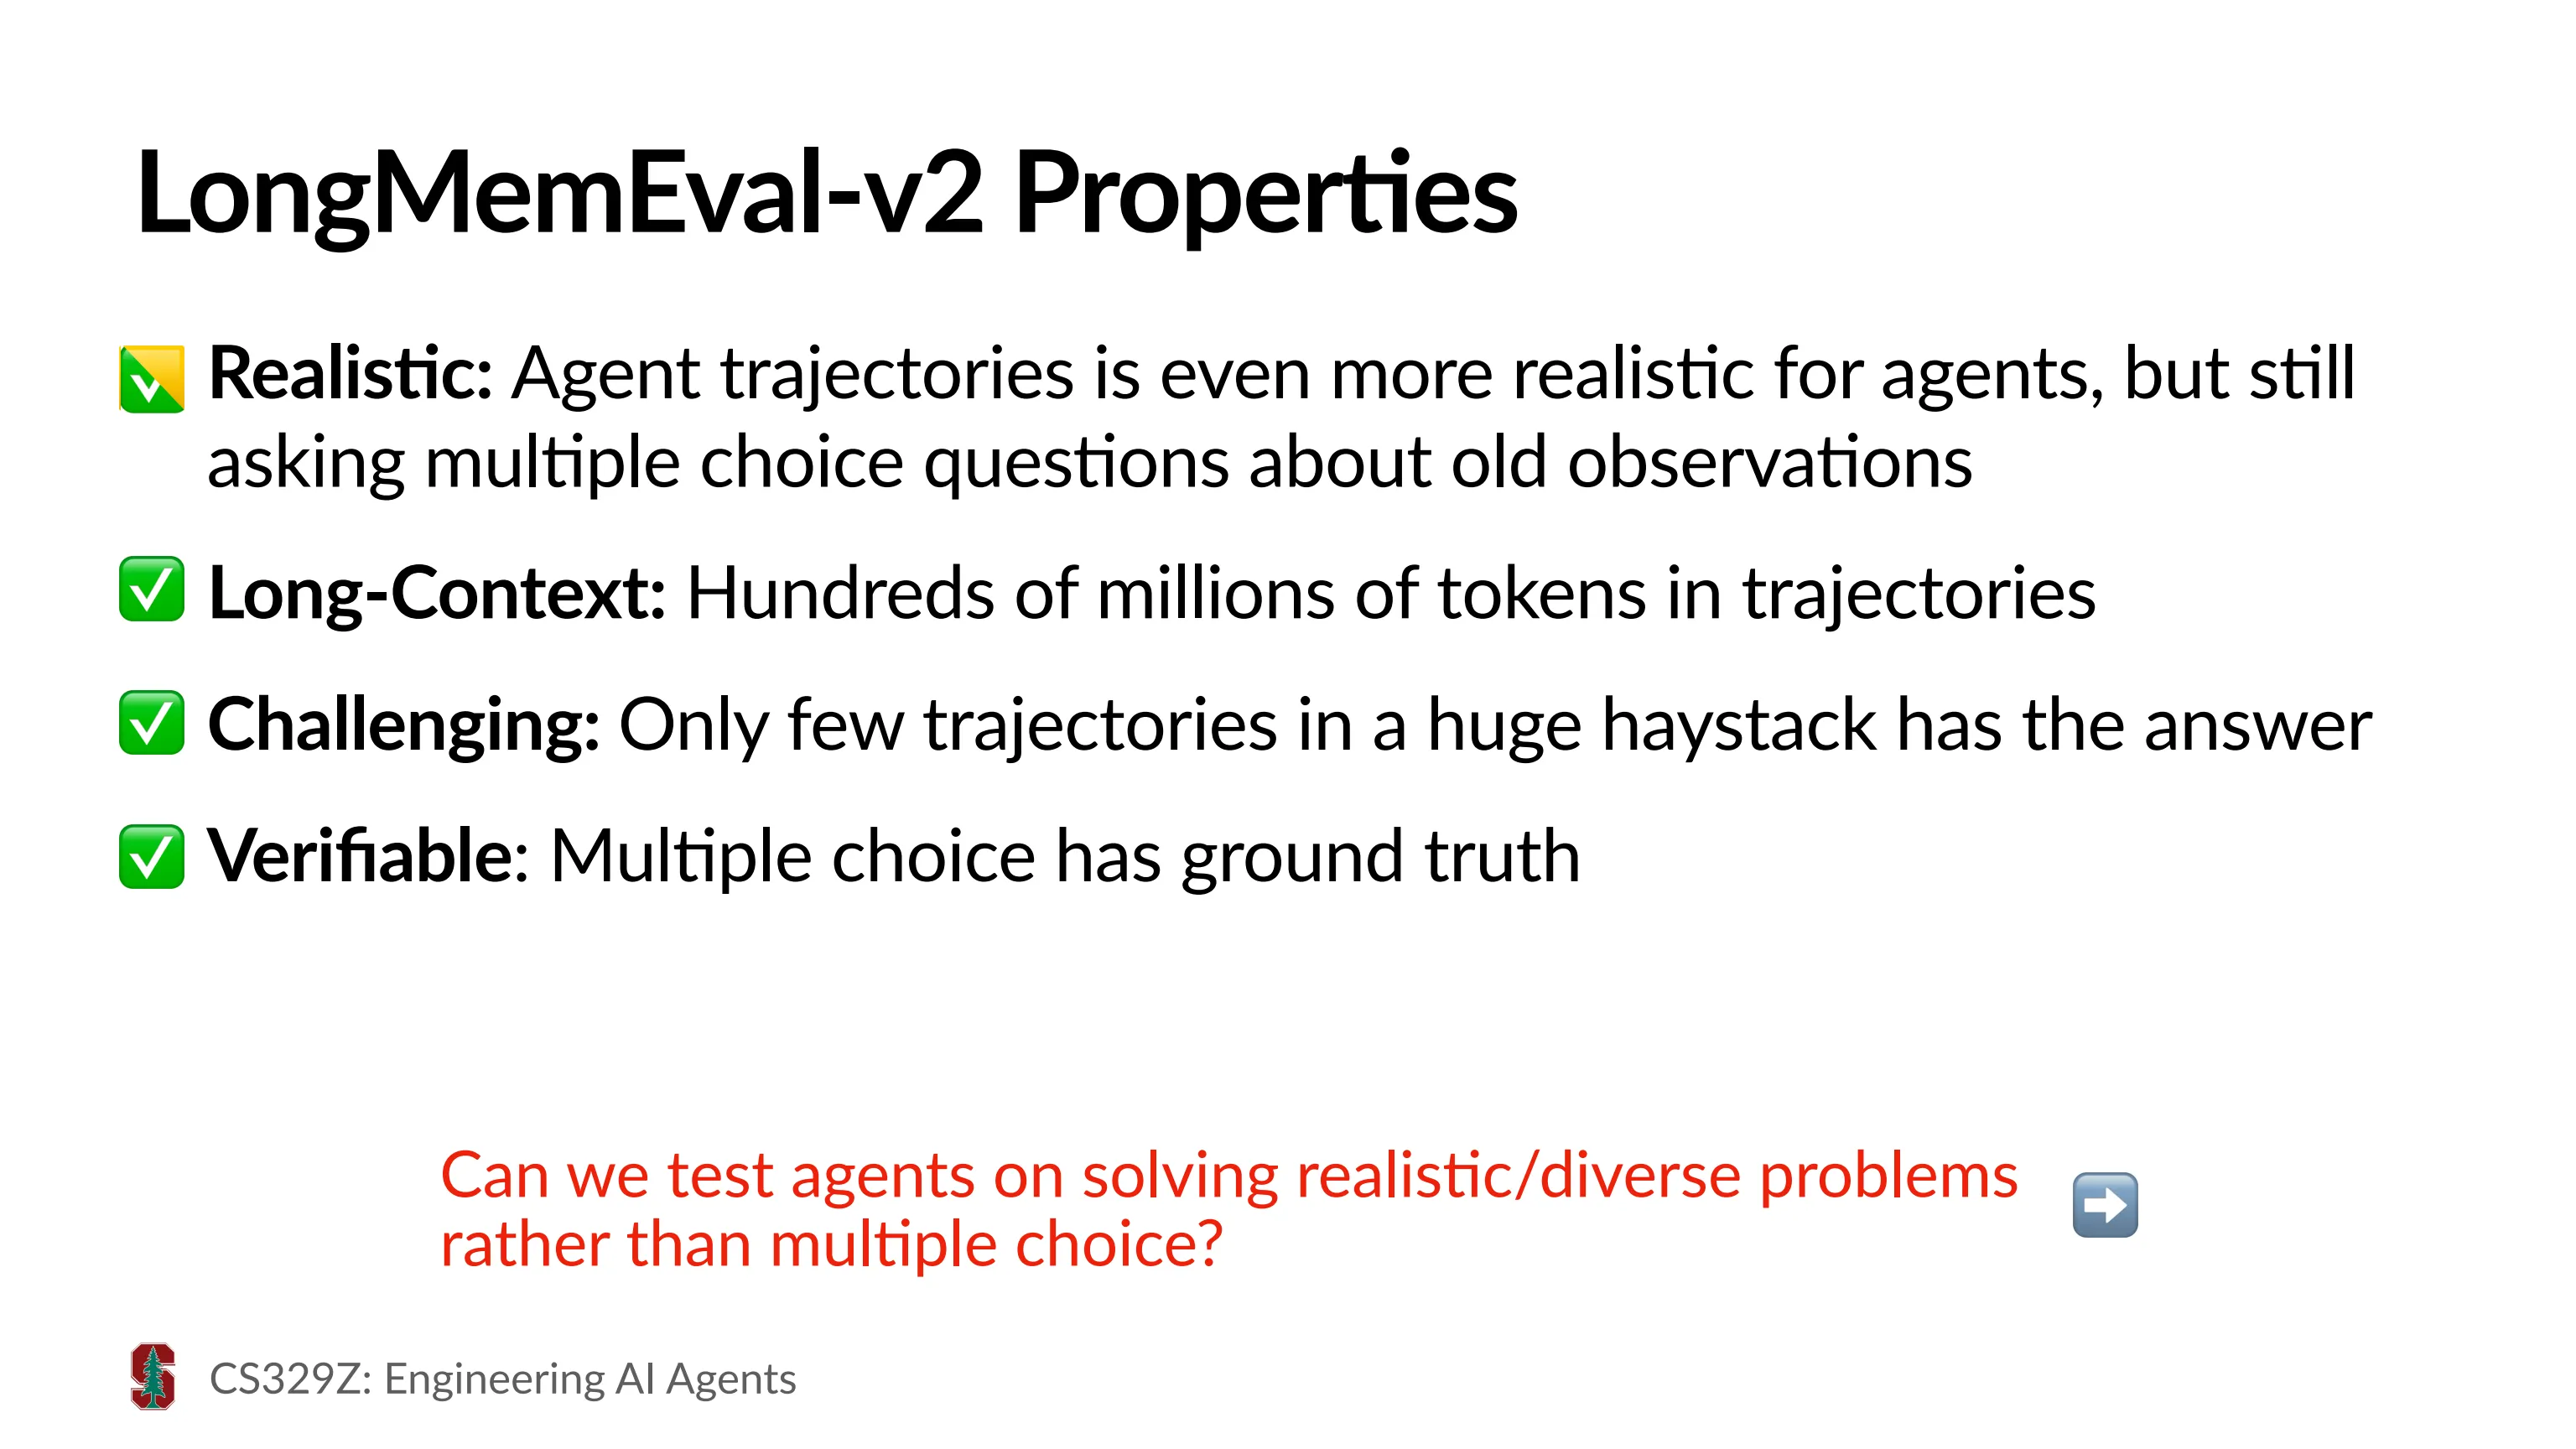 LongMemEval-v2 Properties
Realistic: Agent trajectories is even more realistic for agents, but still
asking multiple choice questions about old observations
Long-Context: Hundreds of millions of tokens in trajectories
Challenging: Only few trajectories in a huge haystack has the answer
Verifiable: Multiple choice has ground truth
Can we test agents on solving realistic/diverse problems
rather than multiple choice?
CS329Z: Engineering AI Agents